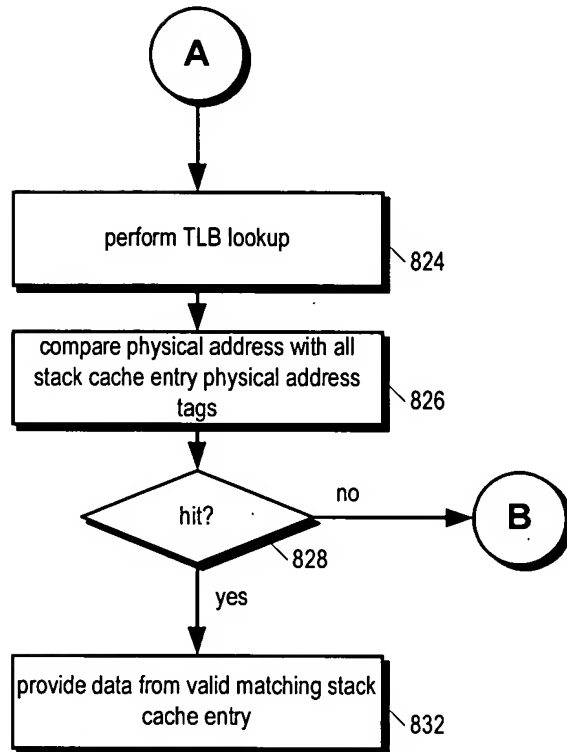 A
perform TLB lookup
824
compare physical address with all
stack cache entry physical address
tags
826
hit?
no
B
828
yes
provide data from valid matching stack
cache entry
832